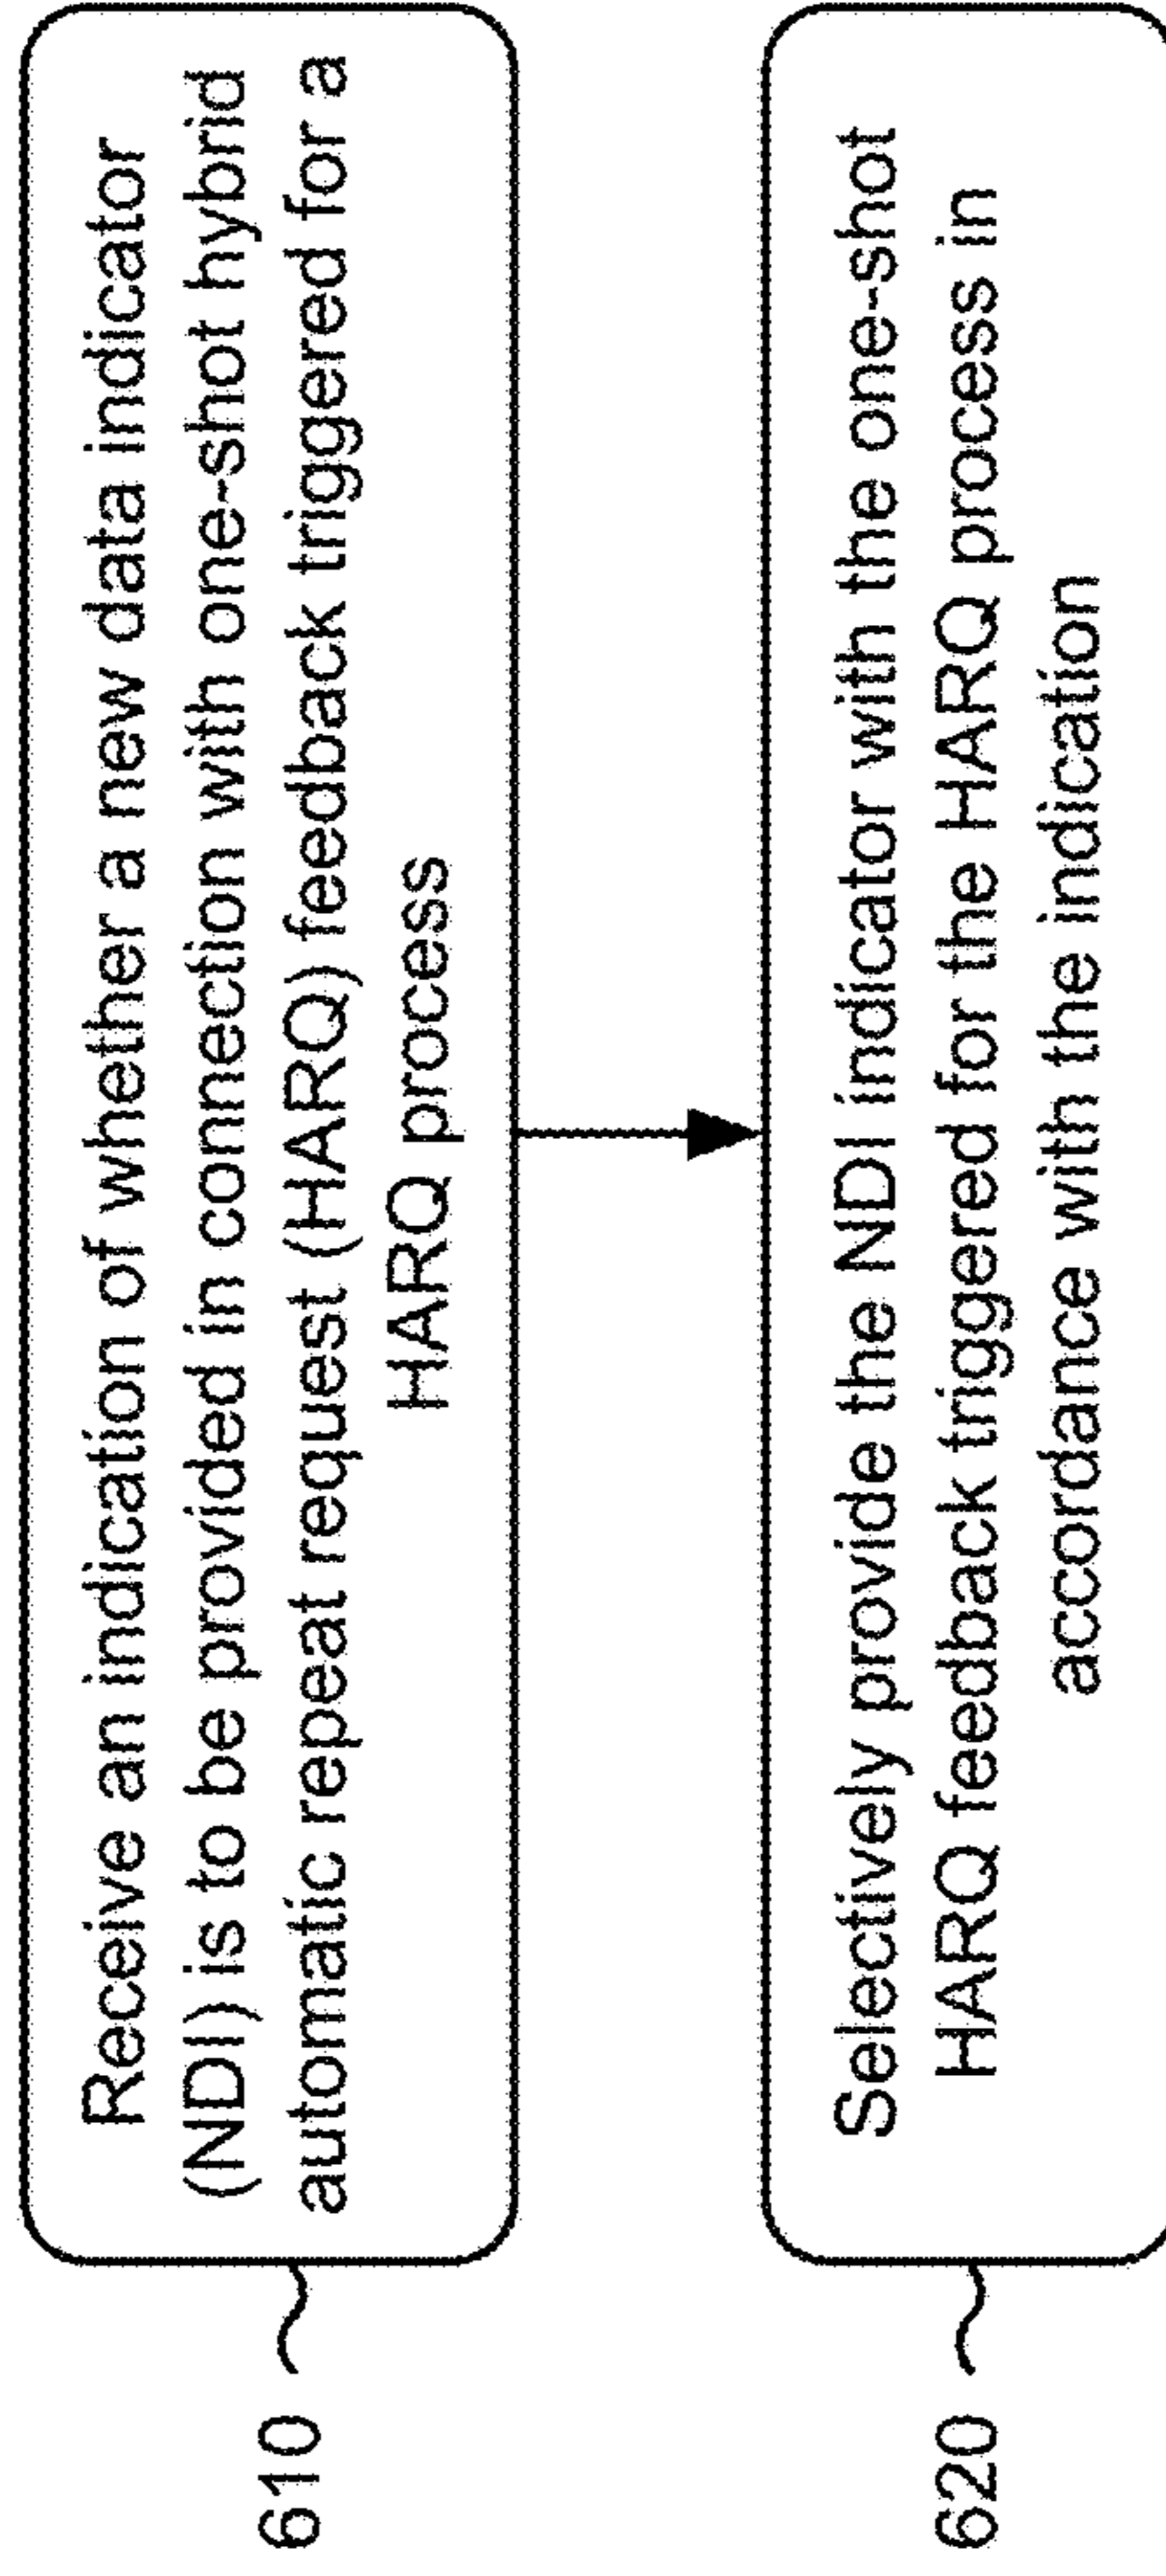 Receive an indication of whether a new data indicator
(NDI) is to be provided in connection with one-shot hybrid
automatic repeat request (HARQ) feedback triggered for a
HARQ process
610
Selectively provide the NDI indicator with the one-shot
HARQ feedback triggered for the HARQ process in
accordance with the indication
620